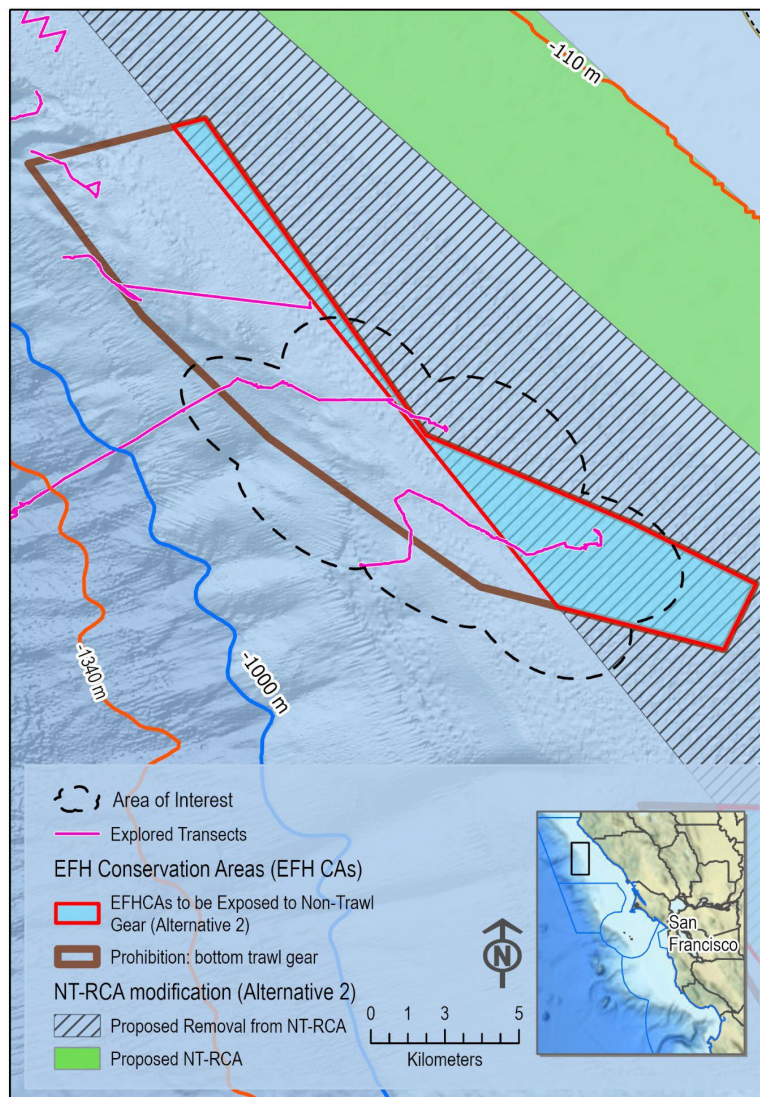 -110 m
-1340 m
-1000 m
Area of Interest
Explored Transects
EFH Conservation Areas (EFH CAs)
EFHCAs to be Exposed to Non-Trawl
Gear (Alternative 2)
Prohibition: bottom trawl gear
NT-RCA modification (Alternative 2)
Proposed Removal from NT-RCA
Proposed NT-RCA
N
0 1 3 5
Kilometers
San
Francisco